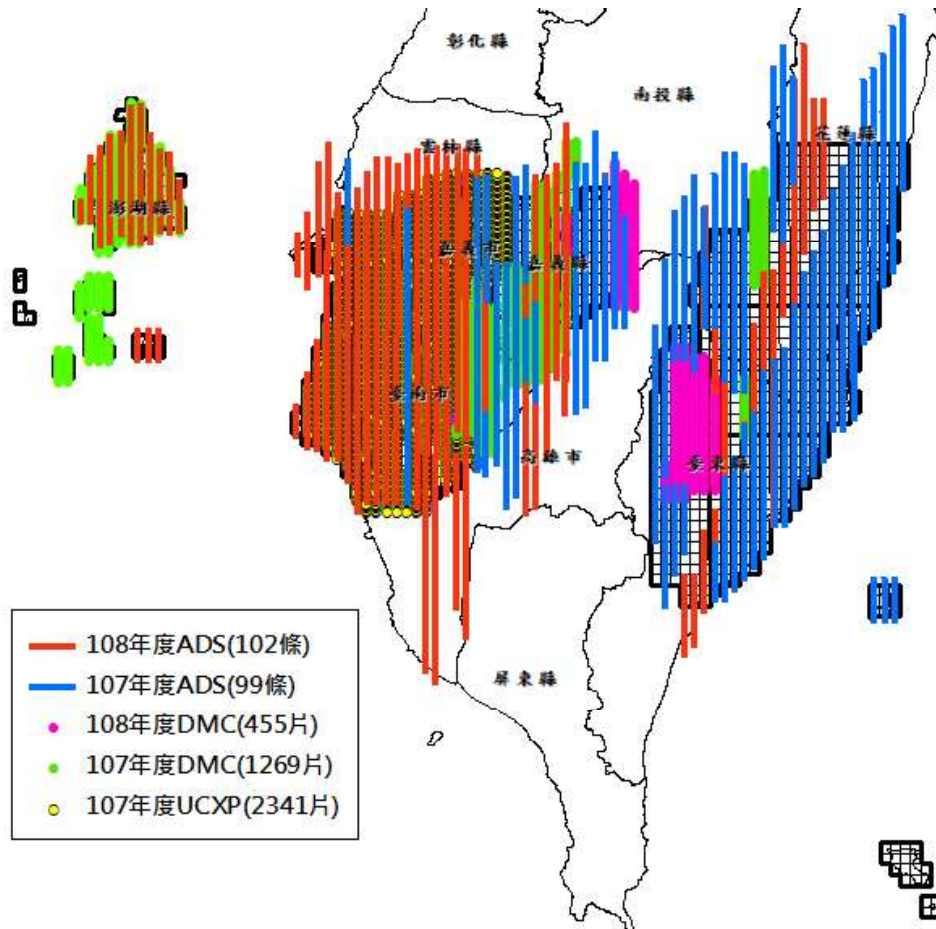 彰化縣
南投縣
花蓮縣
雲林縣
澎湖縣
嘉義市
嘉義縣
臺南市
高雄市
臺東縣
屏東縣
108年度ADS(102條)
107年度ADS(99條)
108年度DMC(455片)
107年度DMC(1269片)
107年度UCXP(2341片)